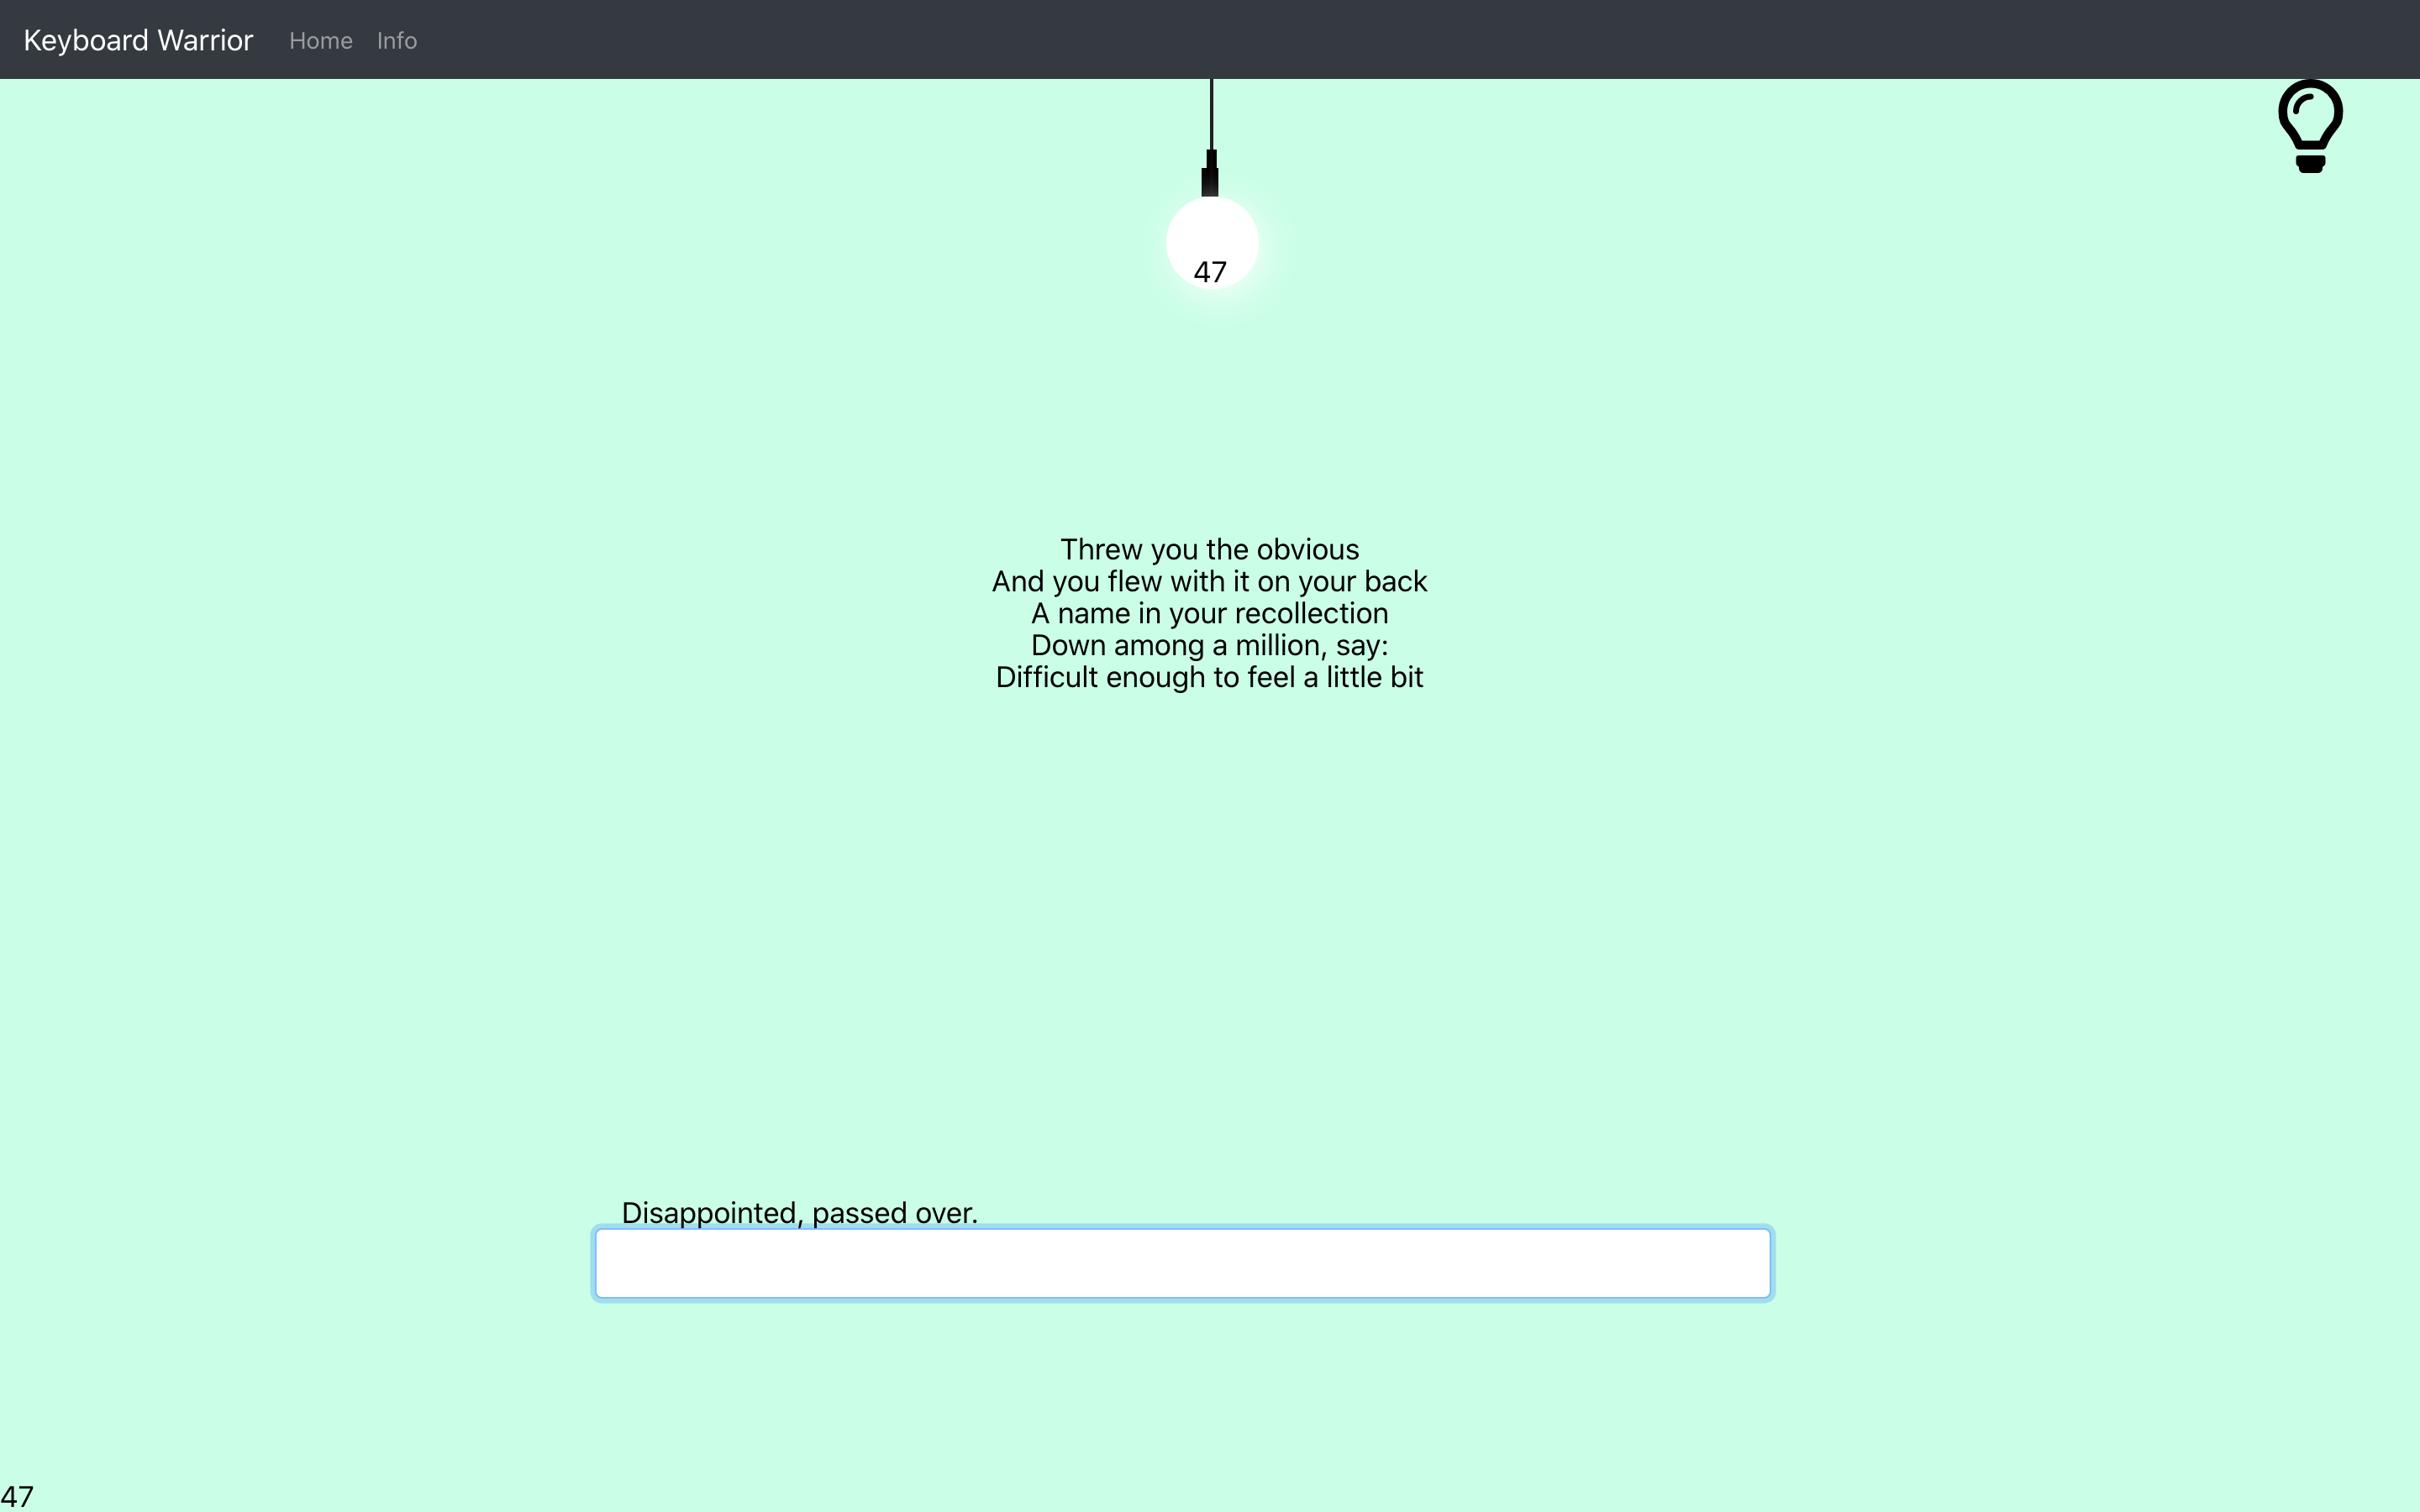 Keyboard Warrior Home Info
47
Threw you the obvious
And you flew with it on your back
A name in your recollection
Down among a million, say:
Difficult enough to feel a little bit
Disappointed, passed over.
47